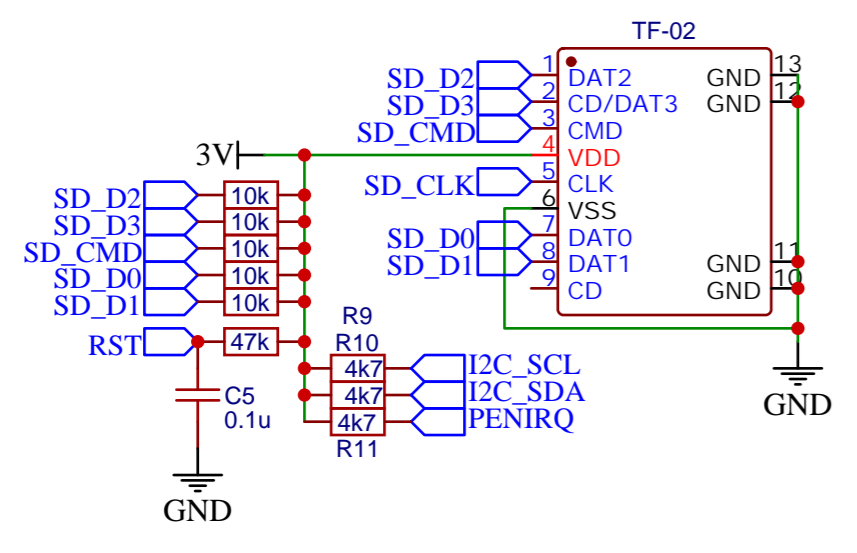 TF-02
SD_D2 1 DAT2 GND 13
SD_D3 2 CD/DAT3 GND 12
SD_CMD 3 CMD
3V 4 VDD
SD_CLK 5 CLK
6 VSS
SD_D0 7 DAT0
SD_D1 8 DAT1 GND 11
9 CD GND 10
SD_D2 10k
SD_D3 10k
SD_CMD 10k
SD_D0 10k
SD_D1 10k
RST 47k
R9
R10
4k7 I2C_SCL
4k7 I2C_SDA
4k7 PENIRQ
R11
C5
0.1u
GND
GND